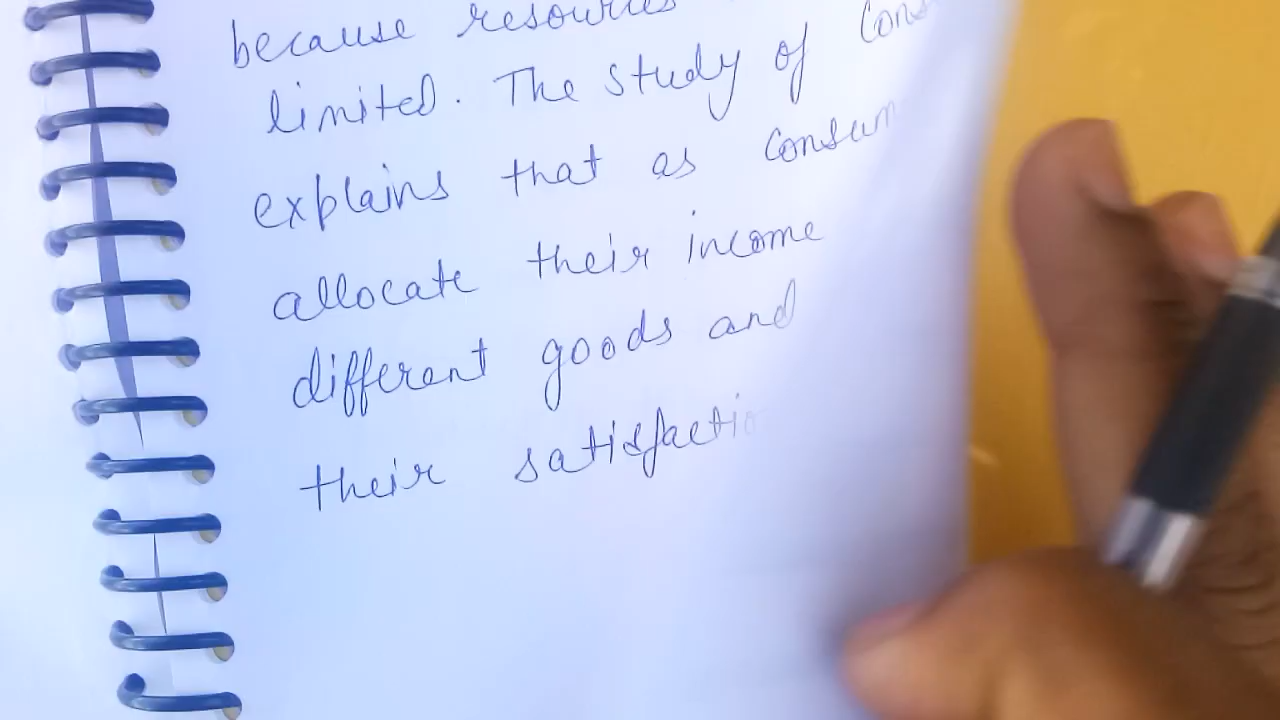 because resources
limited. The study of
explains that as
allocate their income
different goods and
their